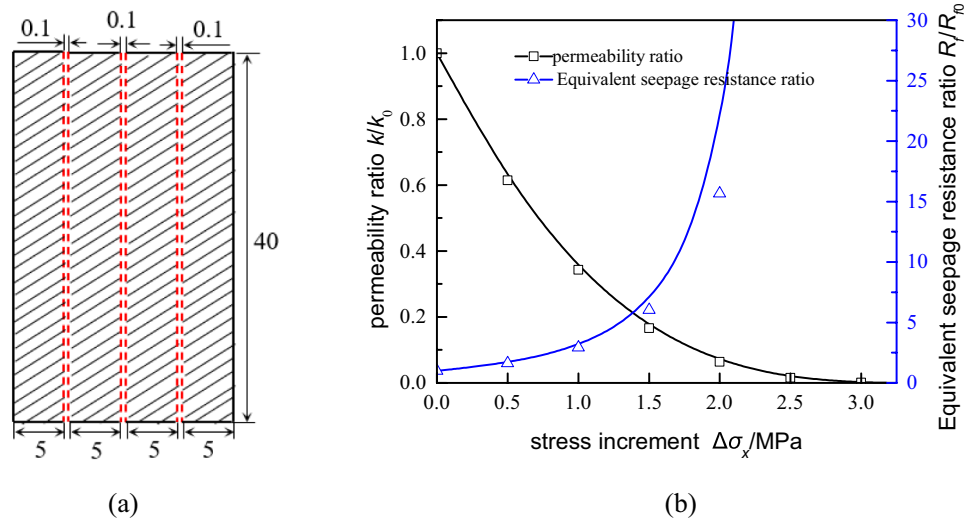 0.1 0.1 0.1
40
5 5 5 5
(a)
permeability ratio k/k0
1.0
0.8
0.6
0.4
0.2
0.0
permeability ratio
Equivalent seepage resistance ratio
30
25
20
15
10
5
0
Equivalent seepage resistance ratio Rf/Rf0
0.0 0.5 1.0 1.5 2.0 2.5 3.0
stress increment Δσx/MPa
(b)